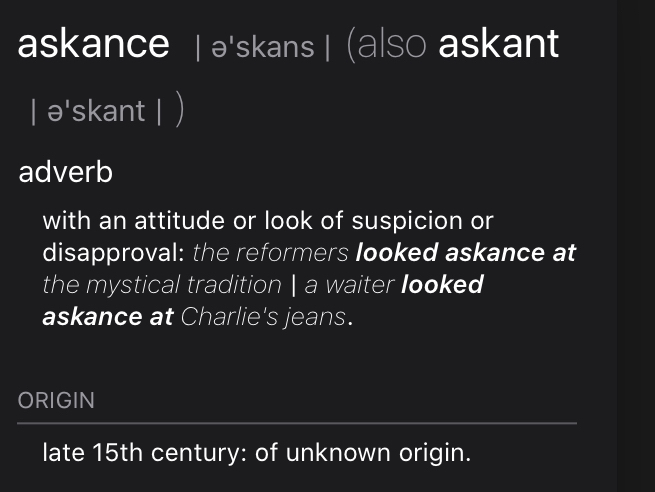 askance | ə'skans | (also askant
| ə'skant | )
adverb
with an attitude or look of suspicion or
disapproval: the reformers looked askance at
the mystical tradition | a waiter looked
askance at Charlie's jeans.
ORIGIN
late 15th century: of unknown origin.